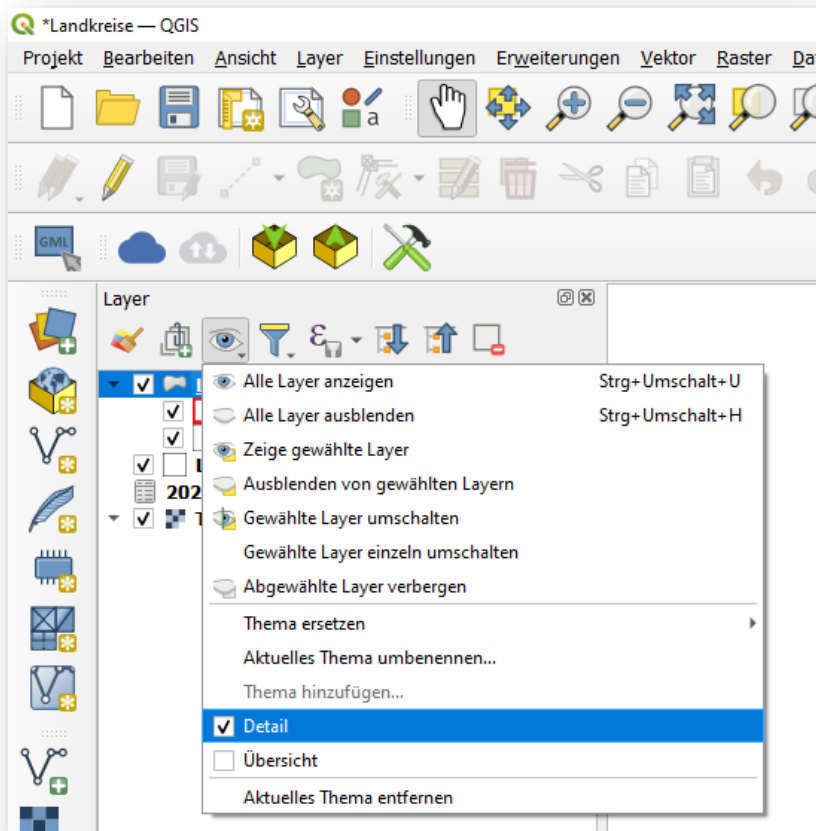 *Landkreise — QGIS
Projekt Bearbeiten Ansicht Layer Einstellungen Erweiterungen Vektor Raster
a
GML
Layer
Alle Layer anzeigen Strg+Umschalt+U
Alle Layer ausblenden Strg+Umschalt+H
Zeige gewählte Layer
Ausblenden von gewählten Layern
202
Gewählte Layer umschalten
Gewählte Layer einzeln umschalten
Abgewählte Layer verbergen
Thema ersetzen
Aktuelles Thema umbenennen...
Thema hinzufügen...
Detail
Übersicht
Aktuelles Thema entfernen